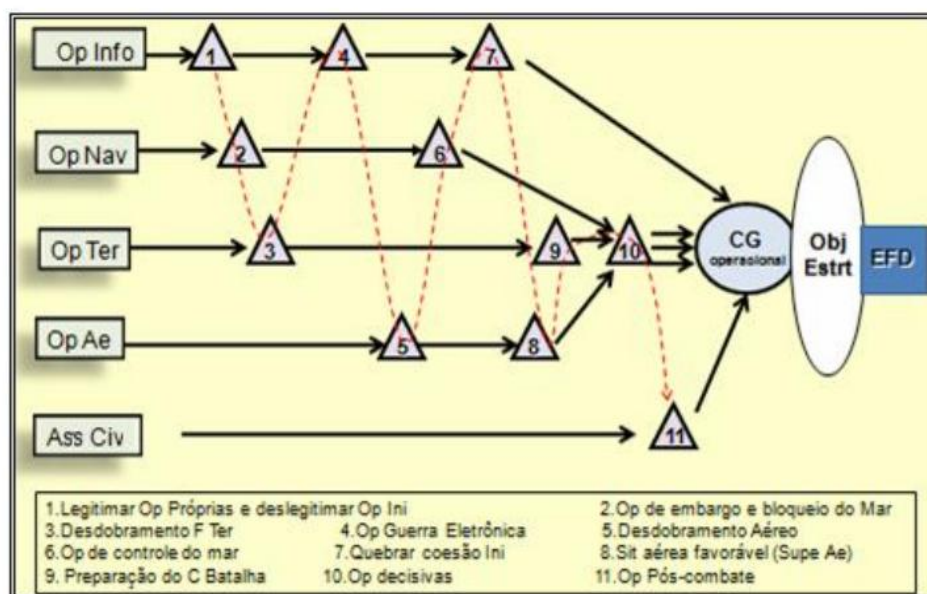 Op Info
1
4
7
Op Nav
2
6
Op Ter
3
9
10
CG
operacional
Obj
Estrt
EFD
Op Ae
5
8
Ass Civ
11
1.Legitimar Op Próprias e deslegitimar Op Ini 2.Op de embargo e bloqueio do Mar
3.Desdobramento F Ter 4.Op Guerra Eletrônica 5.Desdobramento Aéreo
6.Op de controle do mar 7.Quebrar coesão Ini 8.Sit aérea favorável (Supe Ae)
9. Preparação do C Batalha 10.Op decisivas 11.Op Pós-combate